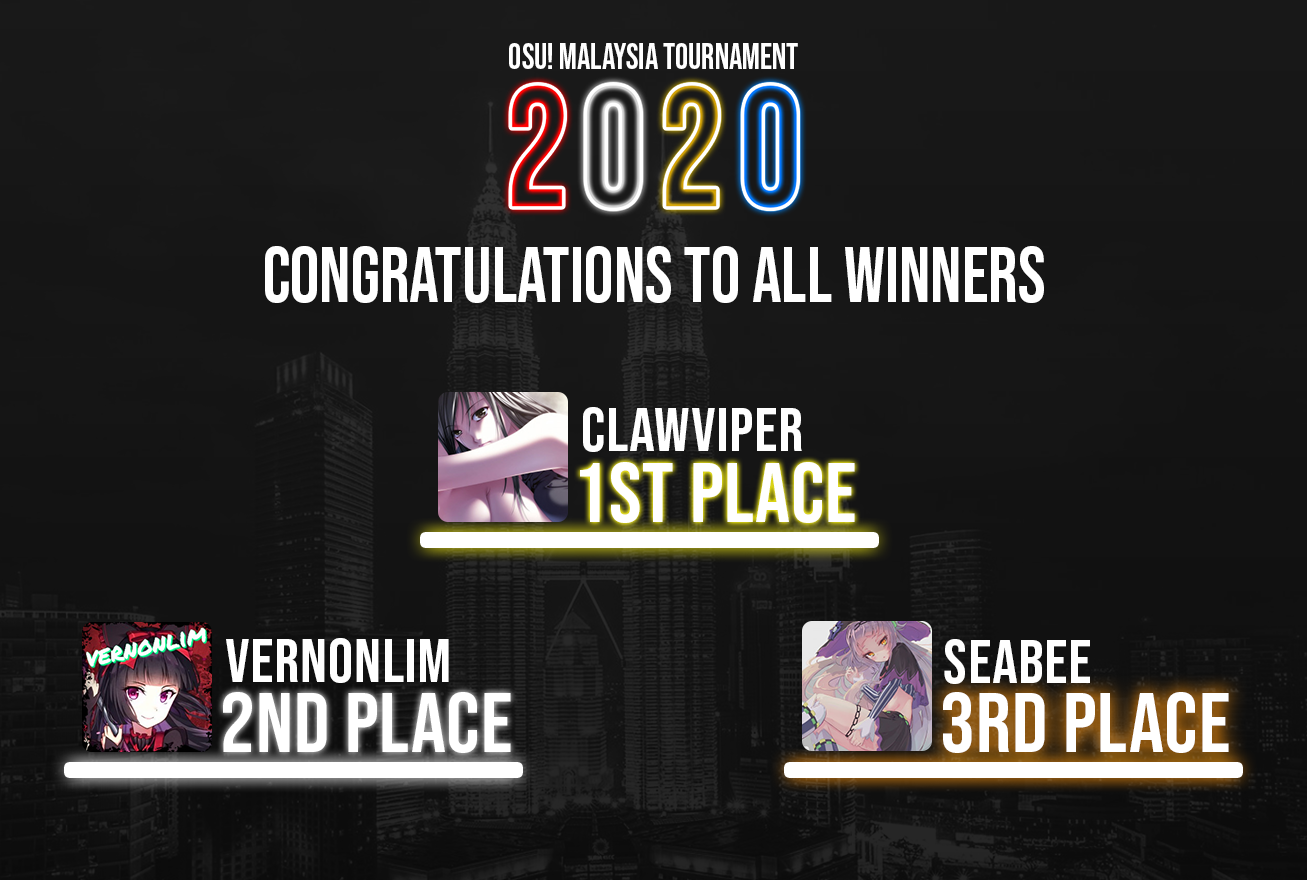 OSU! MALAYSIA TOURNAMENT
2020
CONGRATULATIONS TO ALL WINNERS
CLAWVIPER
1ST PLACE
VERNONLIM
VERNONLIM
2ND PLACE
SEABEE
3RD PLACE